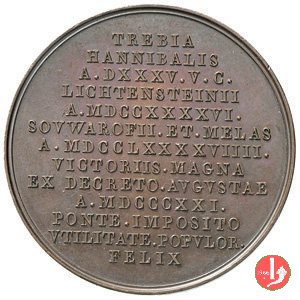 TREBIA
HANNIBALIS
A.DXXXV.V.C.
LICHTENSTEINII
A.MDCCXXXXVI.
SOVWAROFII.ET.MELAS
A.MDCCLXXXXVIIII.
VICTORIIS.MAGNA
EX DECRETO.AVGVSTAE
A.MDCCCXXI.
PONTE.IMPOSITO
VTILITATE.POPVLOR.
FELIX